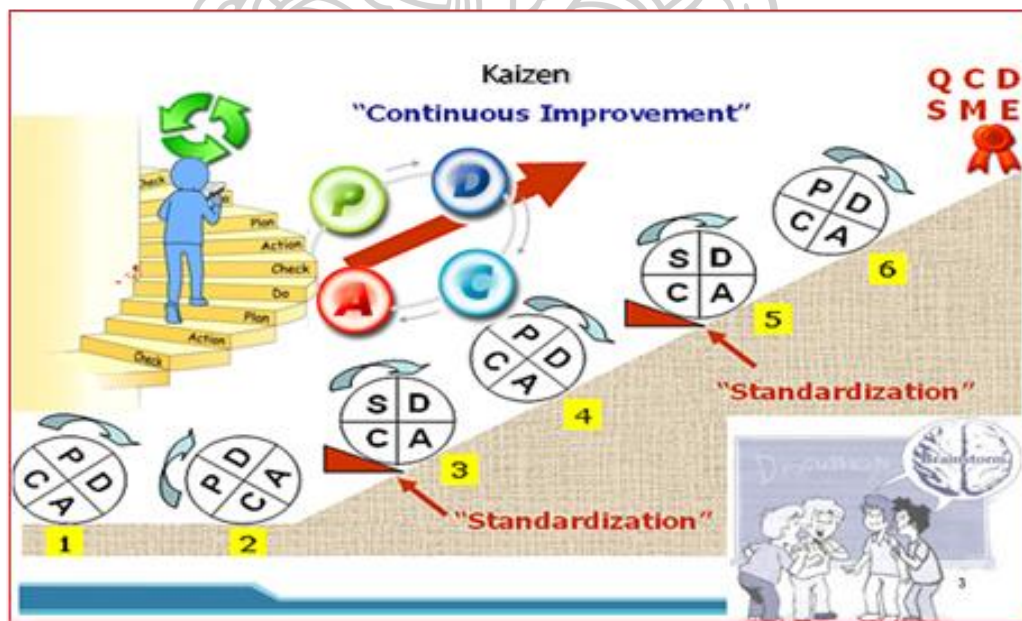 Kaizen
"Continuous Improvement"
Q C D
S M E
Check
Plan
Action
Check
Do
Plan
Action
Check
P
D
A
C
P D
C A
1
P D
C A
2
S D
C A
3
"Standardization"
P D
C A
4
S D
C A
5
"Standardization"
P D
C A
6
Discussion
Brainstorm
3